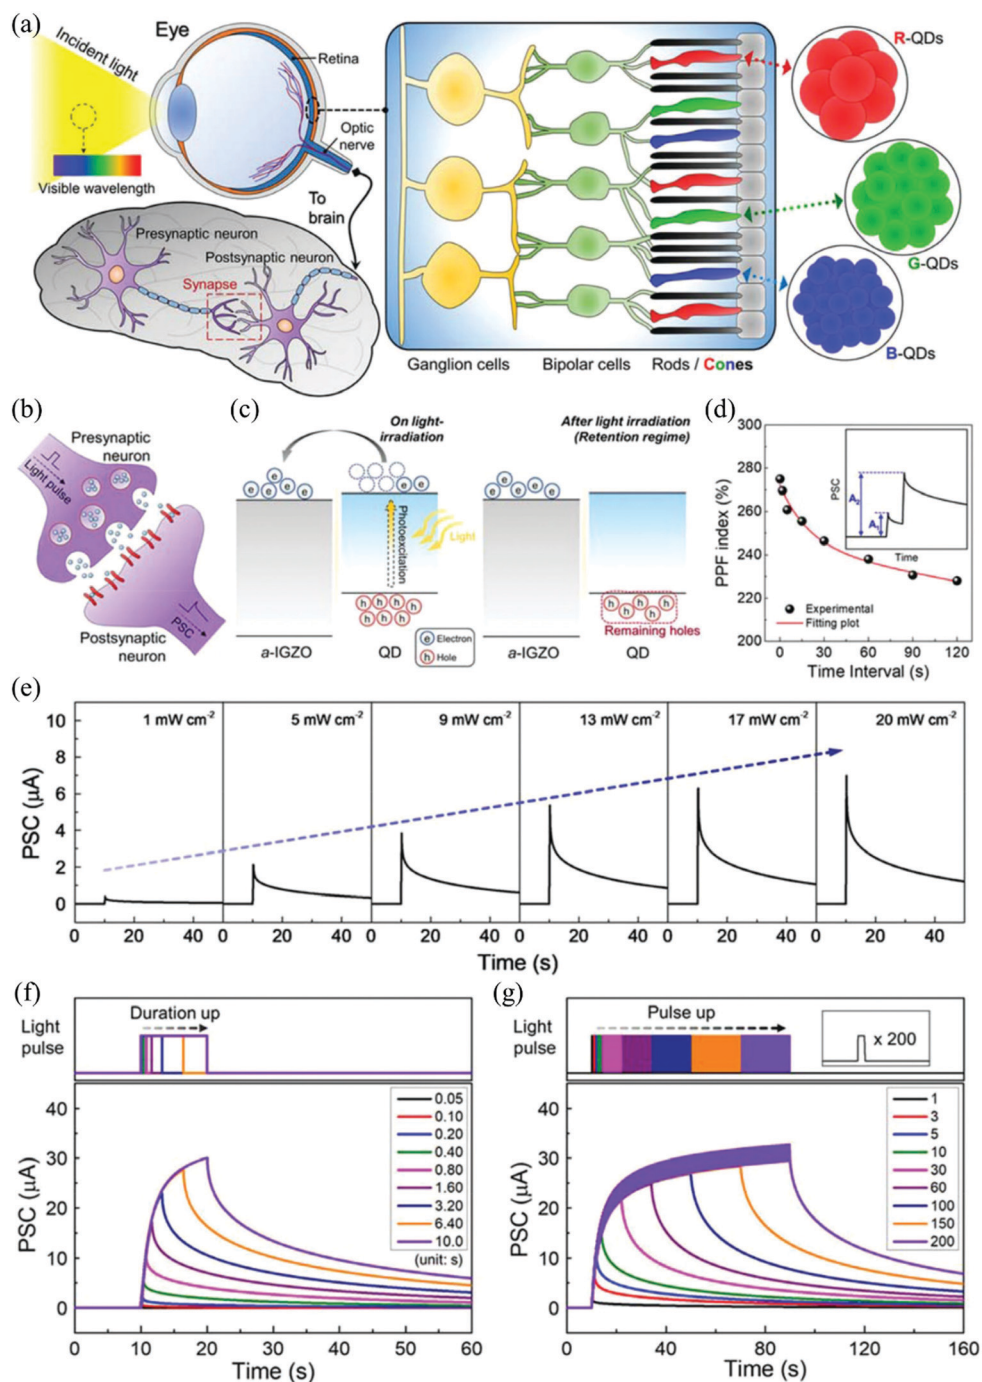 (a)
Incident light
Visible wavelength
Eye
Retina
Optic
nerve
To
brain
Presynaptic neuron
Postsynaptic neuron
Synapse
Ganglion cells
Bipolar cells
Rods / Cones
R-QDs
G-QDs
B-QDs
(b)
Presynaptic
neuron
Light pulse
PSC
Postsynaptic
neuron
(c)
On light-
irradiation
After light irradiation
(Retention regime)
e e e e e e e e e e e e e
Photoexcitation
Light
h h h h h h h h h h h h
Remaining holes
a-IGZO
QD
e Electron
h Hole
a-IGZO
QD
(d)
PPF index (%)
300
280
260
240
220
200
PSC
A2
A1
Time
Experimental
Fitting plot
0 30 60 90 120
Time Interval (s)
(e)
PSC (μA)
10
8
6
4
2
0
1 mW cm-2
5 mW cm-2
9 mW cm-2
13 mW cm-2
17 mW cm-2
20 mW cm-2
0 20 40 0 20 40 0 20 40 0 20 40 0 20 40 0 20 40
Time (s)
(f)
Light
pulse
Duration up
PSC (μA)
40
30
20
10
0
0.05
0.10
0.20
0.40
0.80
1.60
3.20
6.40
10.0
(unit: s)
0 10 20 30 40 50 60
Time (s)
(g)
Light
pulse
Pulse up
x 200
PSC (μA)
40
30
20
10
0
1
3
5
10
30
60
100
150
200
0 40 80 120 160
Time (s)